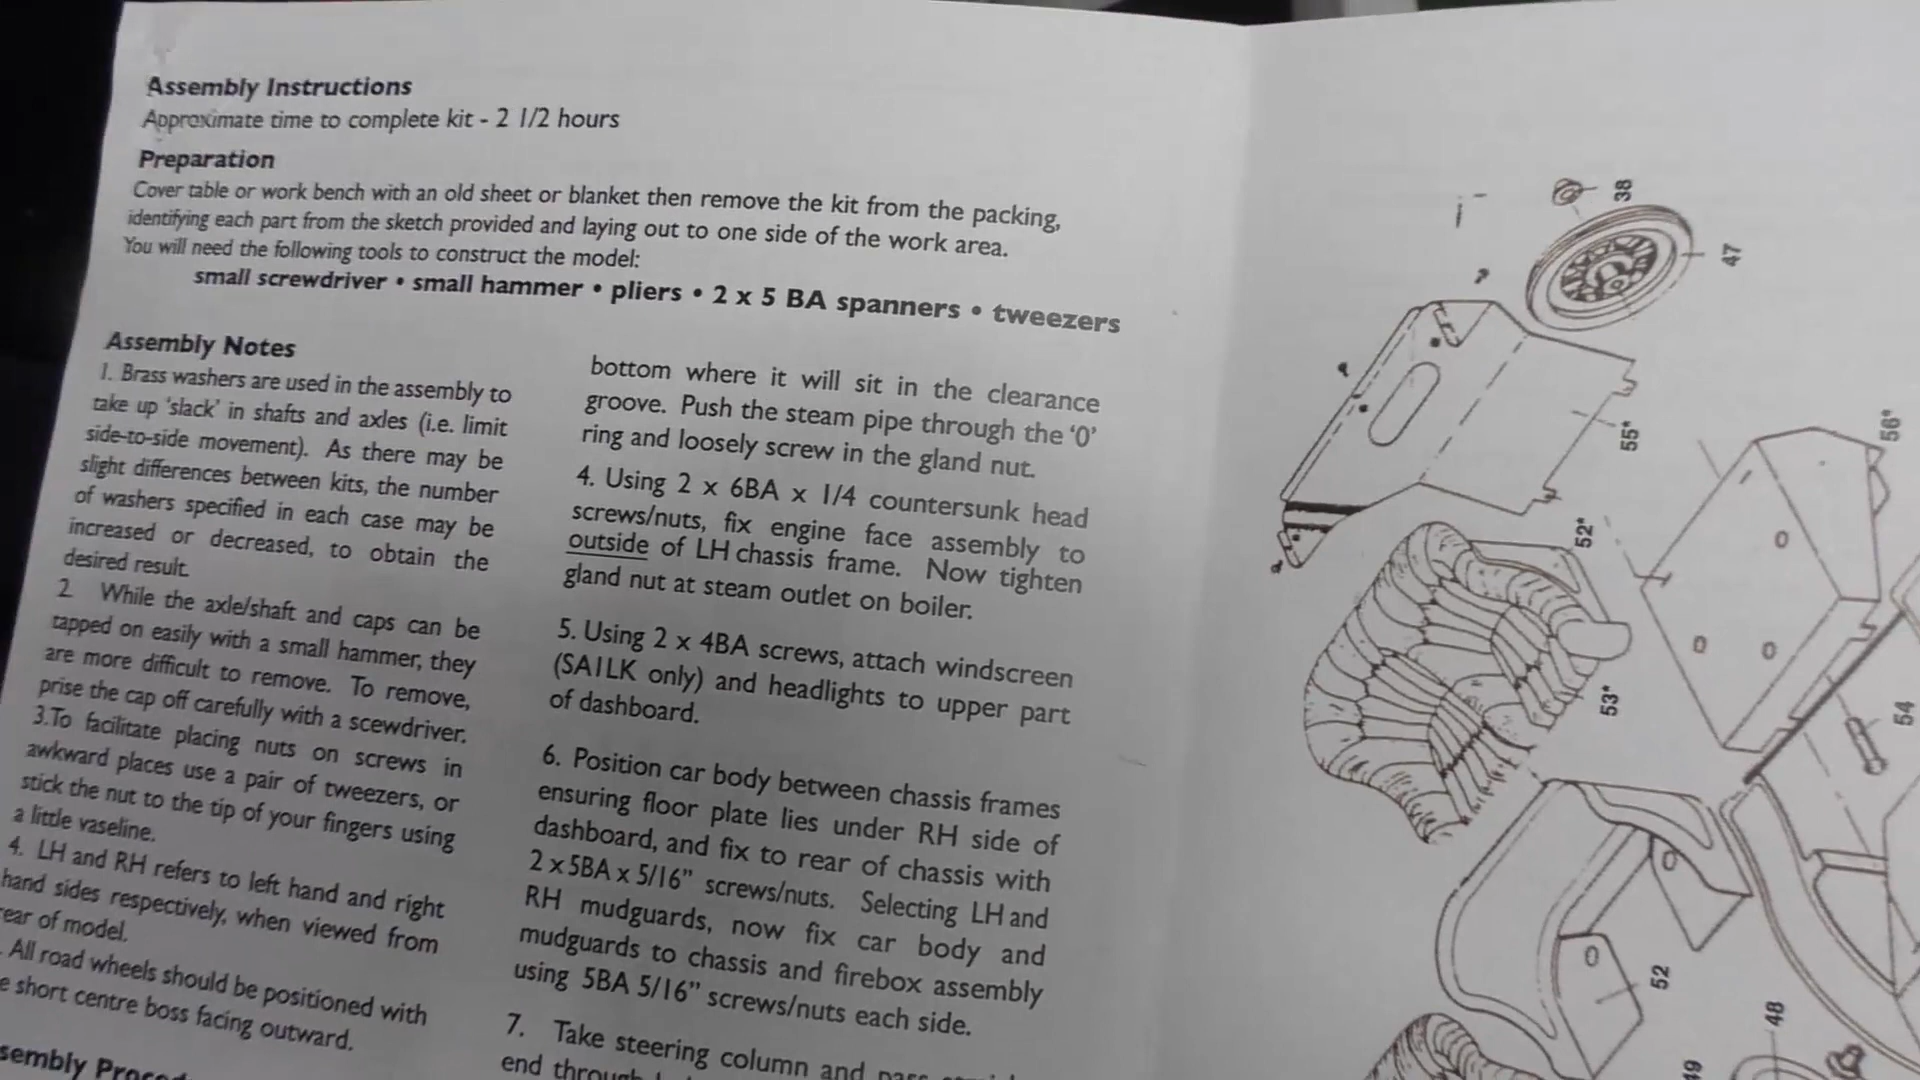 Assembly Instructions
Approximate time to complete kit - 2 1/2 hours
Preparation
Cover table or work bench with an old sheet or blanket then remove the kit from the packing,
identifying each part from the sketch provided and laying out to one side of the work area.
You will need the following tools to construct the model:
small screwdriver • small hammer • pliers • 2 x 5 BA spanners • tweezers
Assembly Notes
1. Brass washers are used in the assembly to
take up 'slack' in shafts and axles (i.e. limit
side-to-side movement). As there may be
slight differences between kits, the number
of washers specified in each case may be
increased or decreased, to obtain the
desired result.
2. While the axle/shaft and caps can be
tapped on easily with a small hammer, they
are more difficult to remove. To remove,
prise the cap off carefully with a scewdriver.
3.To facilitate placing nuts on screws in
awkward places use a pair of tweezers, or
stick the nut to the tip of your fingers using
a little vaseline.
4. LH and RH refers to left hand and right
hand sides respectively, when viewed from
rear of model.
. All road wheels should be positioned with
short centre boss facing outward.
bottom where it will sit in the clearance
groove. Push the steam pipe through the '0'
ring and loosely screw in the gland nut.
4. Using 2 x 6BA x 1/4 countersunk head
screws/nuts, fix engine face assembly to
outside of LH chassis frame. Now tighten
gland nut at steam outlet on boiler.
5. Using 2 x 4BA screws, attach windscreen
(SA1LK only) and headlights to upper part
of dashboard.
6. Position car body between chassis frames
ensuring floor plate lies under RH side of
dashboard, and fix to rear of chassis with
2 x 5BA x 5/16" screws/nuts. Selecting LH and
RH mudguards, now fix car body and
mudguards to chassis and firebox assembly
using 5BA 5/16" screws/nuts each side.
7. Take steering column and
end through
38
47
55*
56*
52*
53*
54
52
48
49